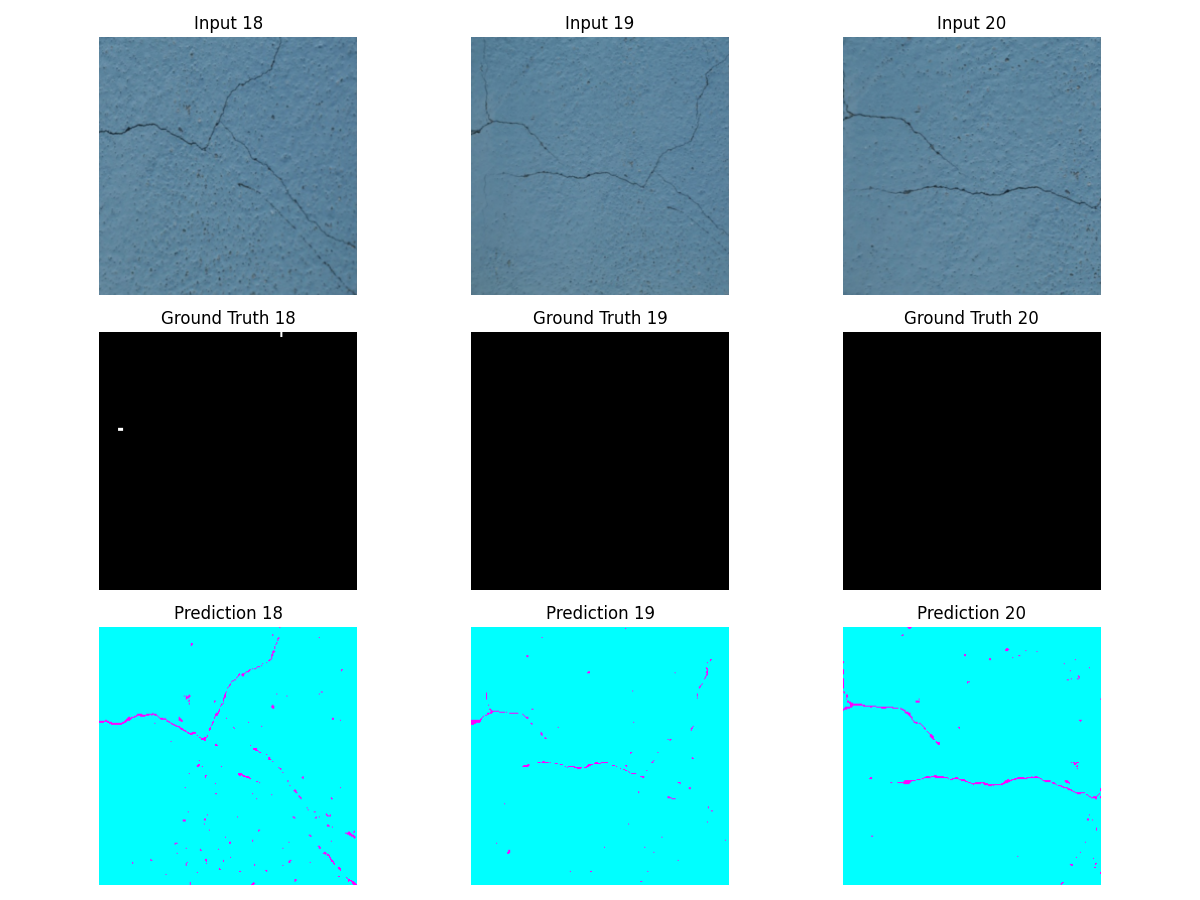 Input 18
Input 19
Input 20
Ground Truth 18
Ground Truth 19
Ground Truth 20
Prediction 18
Prediction 19
Prediction 20